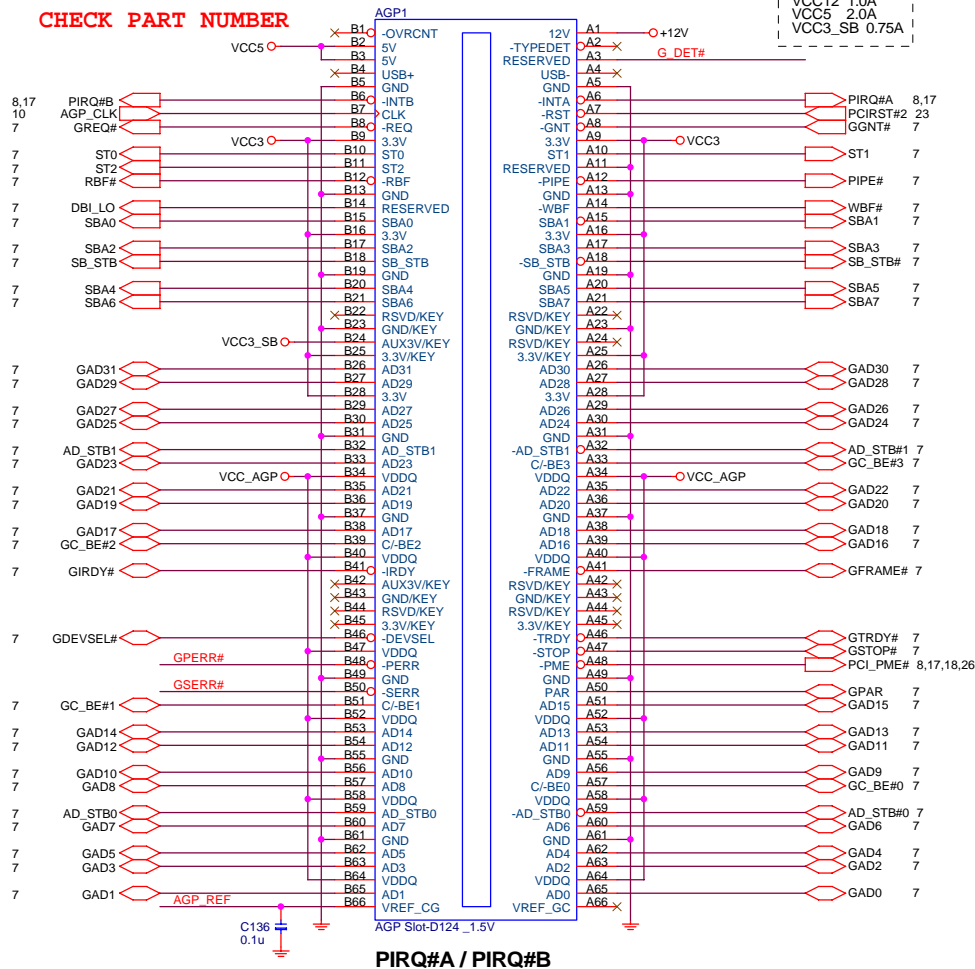 VCC12 1.0A
VCC5 2.0A
VCC3_SB 0.75A
CHECK PART NUMBER
AGP1
B1 -OVRCNT 12V A1 +12V
VCC5 B2 5V -TYPEDET A2
B3 5V RESERVED A3 G_DET#
B4 USB+ USB- A4
B5 GND GND A5
8,17 PIRQ#B B6 -INTB -INTA A6 PIRQ#A 8,17
10 AGP_CLK B7 CLK -RST A7 PCIRST#2 23
7 GREQ# B8 -REQ -GNT A8 GGNT# 7
VCC3 B9 3.3V 3.3V A9 VCC3
7 ST0 B10 ST0 ST1 A10 ST1 7
7 ST2 B11 ST2 RESERVED A11
7 RBF# B12 -RBF -PIPE A12 PIPE# 7
B13 GND GND A13
7 DBI_LO B14 RESERVED -WBF A14 WBF# 7
7 SBA0 B15 SBA0 SBA1 A15 SBA1 7
B16 3.3V 3.3V A16
7 SBA2 B17 SBA2 SBA3 A17 SBA3 7
7 SB_STB B18 SB_STB -SB_STB A18 SB_STB# 7
B19 GND GND A19
7 SBA4 B20 SBA4 SBA5 A20 SBA5 7
7 SBA6 B21 SBA6 SBA7 A21 SBA7 7
B22 RSVD/KEY RSVD/KEY A22
B23 GND/KEY GND/KEY A23
VCC3_SB B24 AUX3V/KEY RSVD/KEY A24
B25 3.3V/KEY 3.3V/KEY A25
7 GAD31 B26 AD31 AD30 A26 GAD30 7
7 GAD29 B27 AD29 AD28 A27 GAD28 7
B28 3.3V 3.3V A28
7 GAD27 B29 AD27 AD26 A29 GAD26 7
7 GAD25 B30 AD25 AD24 A30 GAD24 7
B31 GND GND A31
7 AD_STB1 B32 AD_STB1 -AD_STB1 A32 AD_STB#1 7
7 GAD23 B33 AD23 C/-BE3 A33 GC_BE#3 7
VCC_AGP B34 VDDQ VDDQ A34 VCC_AGP
7 GAD21 B35 AD21 AD22 A35 GAD22 7
7 GAD19 B36 AD19 AD20 A36 GAD20 7
B37 GND GND A37
7 GAD17 B38 AD17 AD18 A38 GAD18 7
7 GC_BE#2 B39 C/-BE2 AD16 A39 GAD16 7
B40 VDDQ VDDQ A40
7 GIRDY# B41 -IRDY -FRAME A41 GFRAME# 7
B42 AUX3V/KEY RSVD/KEY A42
B43 GND/KEY GND/KEY A43
B44 RSVD/KEY RSVD/KEY A44
B45 3.3V/KEY 3.3V/KEY A45
7 GDEVSEL# B46 -DEVSEL -TRDY A46 GTRDY# 7
B47 VDDQ -STOP A47 GSTOP# 7
GPERR# B48 -PERR -PME A48 PCI_PME# 8,17,18,26
B49 GND GND A49
GSERR# B50 -SERR PAR A50 GPAR 7
7 GC_BE#1 B51 C/-BE1 AD15 A51 GAD15 7
B52 VDDQ VDDQ A52
7 GAD14 B53 AD14 AD13 A53 GAD13 7
7 GAD12 B54 AD12 AD11 A54 GAD11 7
B55 GND GND A55
7 GAD10 B56 AD10 AD9 A56 GAD9 7
7 GAD8 B57 AD8 C/-BE0 A57 GC_BE#0 7
B58 VDDQ VDDQ A58
7 AD_STB0 B59 AD_STB0 -AD_STB0 A59 AD_STB#0 7
7 GAD7 B60 AD7 AD6 A60 GAD6 7
B61 GND GND A61
7 GAD5 B62 AD5 AD4 A62 GAD4 7
7 GAD3 B63 AD3 AD2 A63 GAD2 7
B64 VDDQ VDDQ A64
7 GAD1 B65 AD1 AD0 A65 GAD0 7
AGP_REF B66 VREF_CG VREF_GC A66
C136
0.1u
AGP Slot-D124 _1.5V
PIRQ#A / PIRQ#B